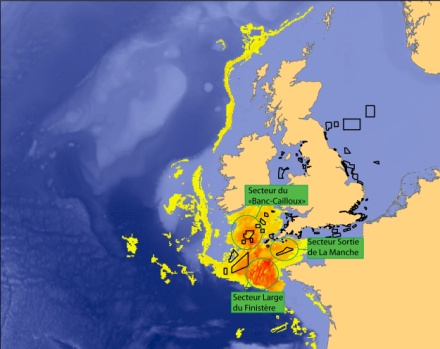 Secteur du
«Banc-Cailloux»
Secteur Sortie
de La Manche
Secteur Large
du Finistère